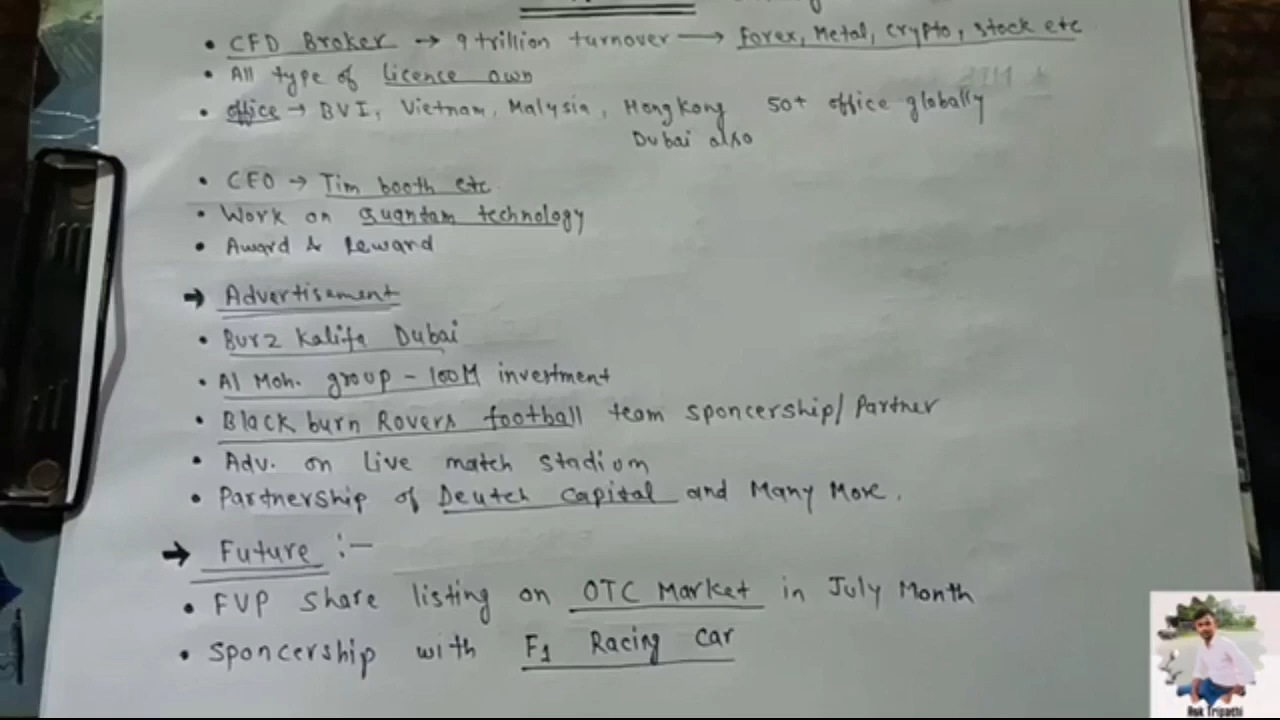 • CFD Broker → 9 trillion turnover → Forex, Metal, crypto, stock etc
• All type of licence own
• office → BVI, Vietnam, Malysia, Hongkong 50+ office globally
Dubai also
• CFO → Tim booth etc.
• Work on quantam technology
• Award & Reward
→ Advertisement
• Burz Kalifa Dubai
• Al Moh. group - 100M investment
• Black burn Rovers football team sponcership/Partner
• Adv. on Live match stadium
• Partnership of Deutch capital and Many More.
→ Future :-
• FVP share listing on OTC Market in July Month
• sponcership with F1 Racing car
Ask Tripathi